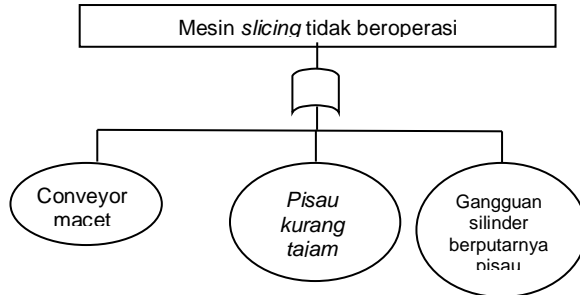 Mesin slicing tidak beroperasi
Conveyor
macet
Pisau
kurang
tajam
Gangguan
silinder
berputarnya
pisau